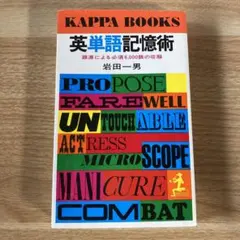 KAPPA BOOKS
英単語記憶術
語源による必須6,000語の征服
岩田一男
PROPOSE
FAREWELL
UNTOUCHABLE
ACTRESS
MICROSCOPE
MANICURE
COMBAT